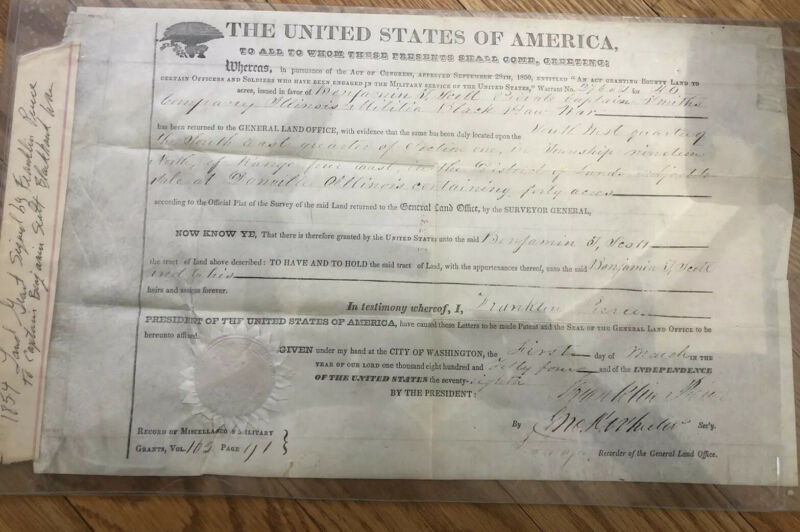 1854 Land Grant Signed by Franklin Pierce
to Captain Benjamin Scott Blackhawk War
THE UNITED STATES OF AMERICA,
TO ALL TO WHOM THESE PRESENTS SHALL COME, GREETING:
Whereas, In pursuance of the Act of Congress, approved September 28th, 1850, entitled "An act granting Bounty Land to
certain Officers and Soldiers who have been engaged in the Military service of the United States," Warrant No. for 40
acres, issued in favor of Benjamin T. Scott Private Captain Smith's
Company Illinois Militia Black Haw War
has been returned to the GENERAL LAND OFFICE, with evidence that the same has been duly located upon the South West quarter of
the South East quarter of Section one, in Township nineteen
North, of Range four East, in the District of Lands subject to
sale at Danville Illinois containing forty acres
according to the Official Plat of the Survey of the said Land returned to the General Land Office, by the SURVEYOR GENERAL,
NOW KNOW YE, That there is therefore granted by the United States unto the said Benjamin T. Scott
the tract of Land above described: TO HAVE AND TO HOLD the said tract of Land, with the appurtenances thereof, unto the said Benjamin T. Scott
and to his
heirs and assigns forever.
In testimony whereof, I, Franklin Pierce
PRESIDENT OF THE UNITED STATES OF AMERICA, have caused these Letters to be made Patent and the Seal of the General Land Office to be
hereunto affixed.
GIVEN under my hand at the CITY OF WASHINGTON, the First day of March in the
YEAR OF OUR LORD one thousand eight hundred and fifty four and of the INDEPENDENCE
OF THE UNITED STATES the seventy-eighth
BY THE PRESIDENT: Franklin Pierce
By Sec'y.
Record of Miscellaneous Military
Grants, Vol. 162 Page 191
Recorder of the General Land Office.